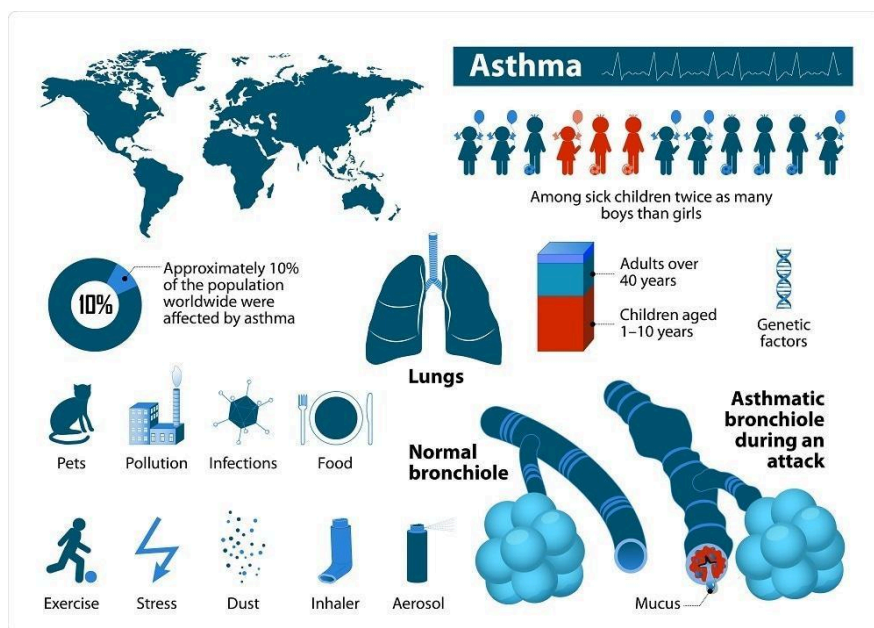 Asthma
Among sick children twice as many
boys than girls
10%
Approximately 10%
of the population
worldwide were
affected by asthma
Lungs
Adults over
40 years
Children aged
1–10 years
Genetic
factors
Pets
Pollution
Infections
Food
Normal
bronchiole
Asthmatic
bronchiole
during an
attack
Exercise
Stress
Dust
Inhaler
Aerosol
Mucus